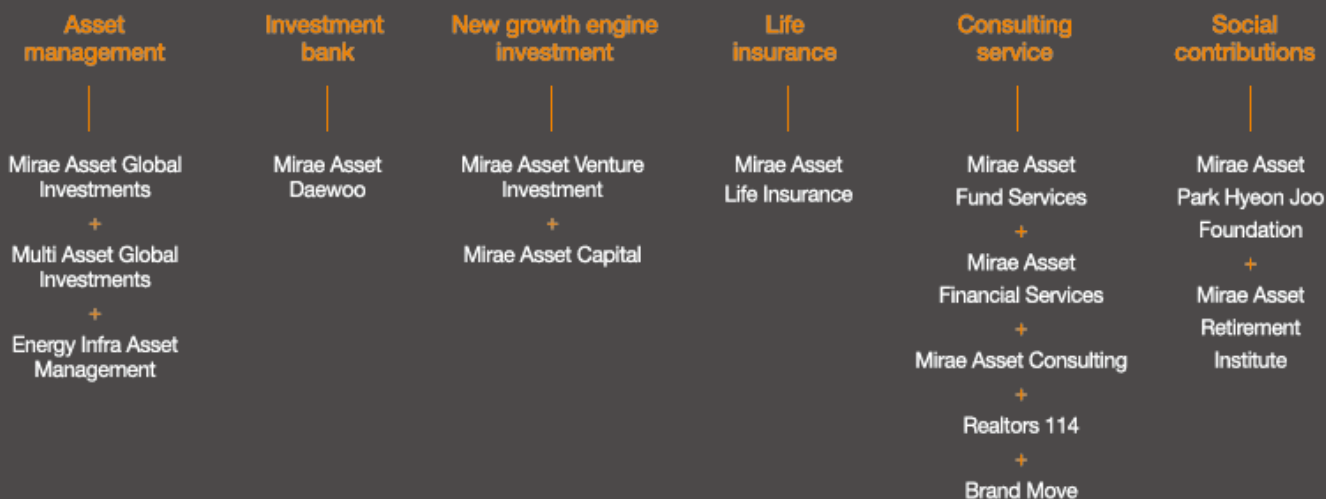 Asset
management
Mirae Asset Global
Investments
+
Multi Asset Global
Investments
+
Energy Infra Asset
Management
Investment
bank
Mirae Asset
Daewoo
New growth engine
investment
Mirae Asset Venture
Investment
+
Mirae Asset Capital
Life
insurance
Mirae Asset
Life Insurance
Consulting
service
Mirae Asset
Fund Services
+
Mirae Asset
Financial Services
+
Mirae Asset Consulting
+
Realtors 114
+
Brand Move
Social
contributions
Mirae Asset
Park Hyeon Joo
Foundation
+
Mirae Asset
Retirement
Institute